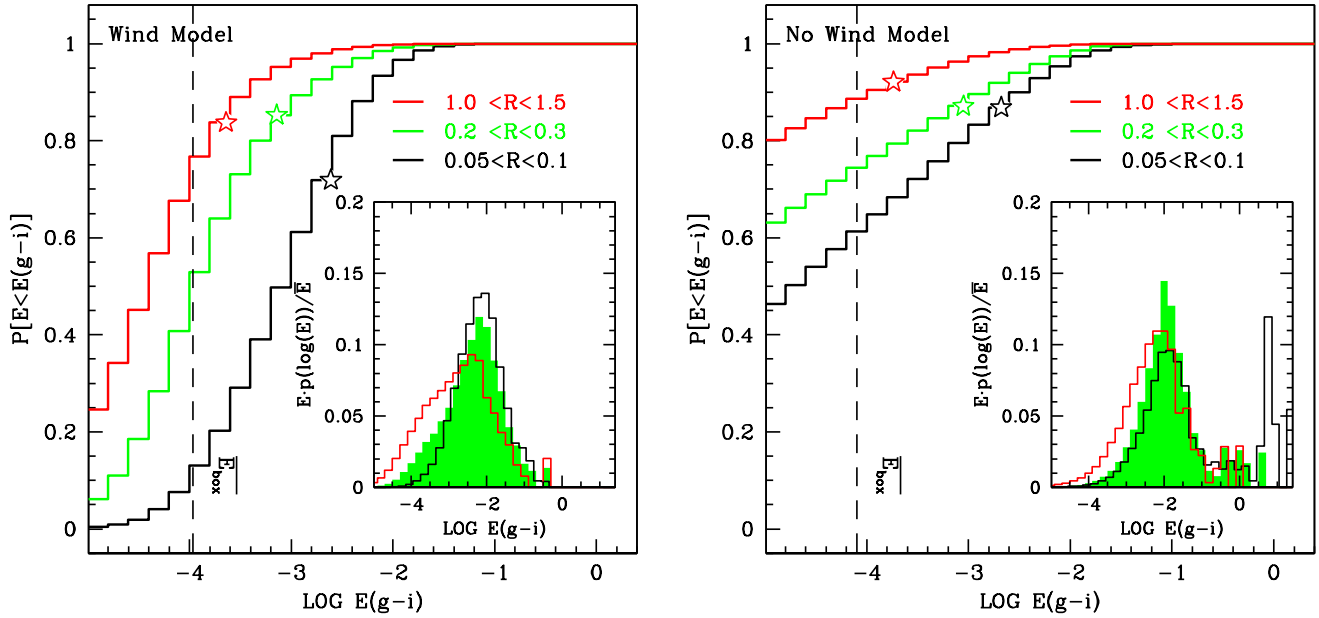 Wind Model
1.0 <R<1.5
0.2 <R<0.3
0.05<R<0.1
P[E<E(g-i)]
1
0.8
0.6
0.4
0.2
0
-4
-3
-2
-1
0
LOG E(g-i)
E_box
E·p(log(E))/E
0.2
0.15
0.1
0.05
0
-4
-2
0
LOG E(g-i)
No Wind Model
1.0 <R<1.5
0.2 <R<0.3
0.05<R<0.1
P[E<E(g-i)]
1
0.8
0.6
0.4
0.2
0
-4
-3
-2
-1
0
LOG E(g-i)
E_box
E·p(log(E))/E
0.2
0.15
0.1
0.05
0
-4
-2
0
LOG E(g-i)